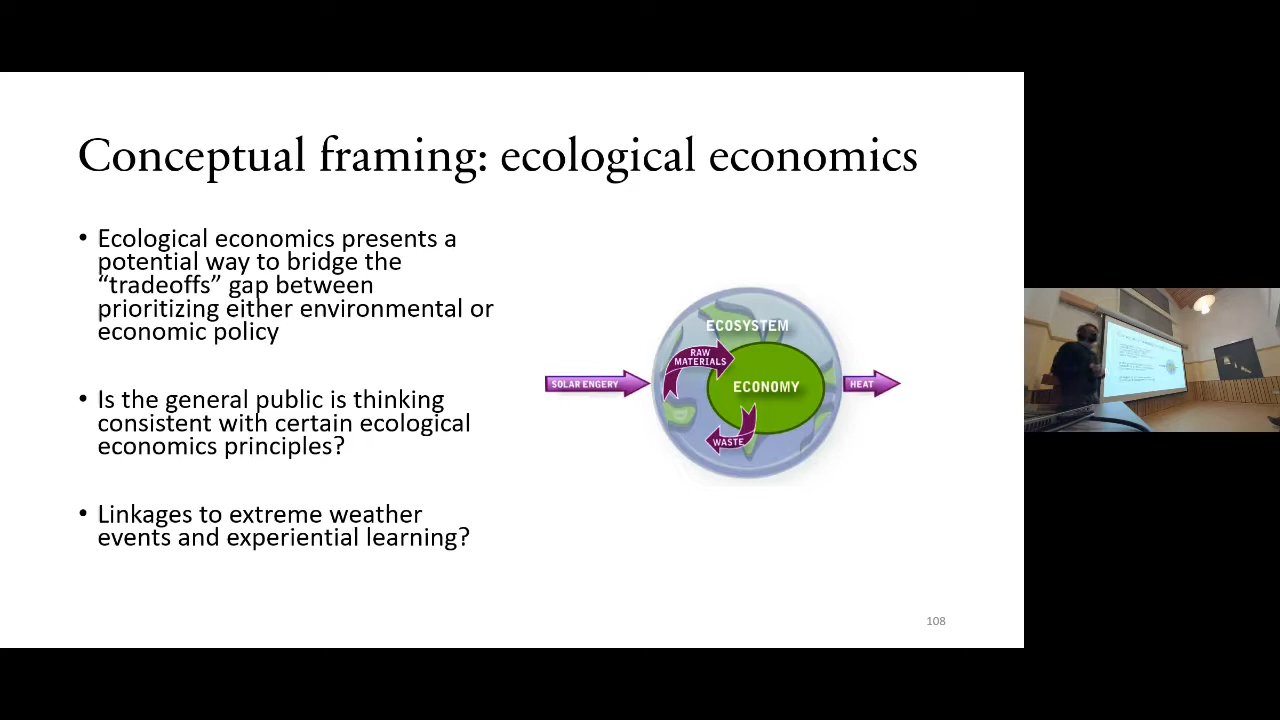 Conceptual framing: ecological economics
• Ecological economics presents a
potential way to bridge the
“tradeoffs” gap between
prioritizing either environmental or
economic policy
• Is the general public is thinking
consistent with certain ecological
economics principles?
• Linkages to extreme weather
events and experiential learning?
ECOSYSTEM
RAW
MATERIALS
SOLAR ENGERY
ECONOMY
HEAT
WASTE
108